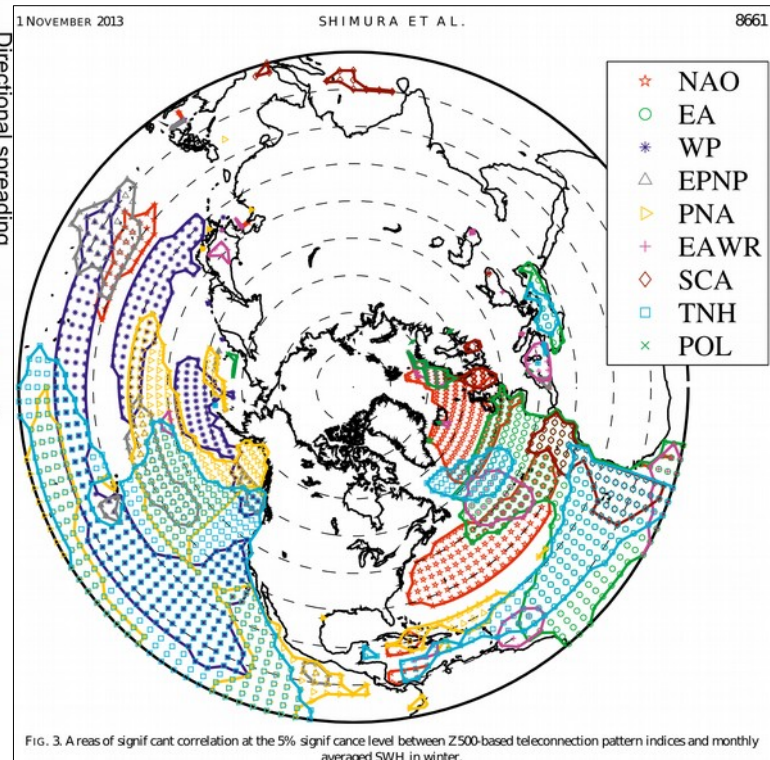 1 NOVEMBER 2013 SHIMURA ET AL. 8661
Directional spreading
NAO
EA
WP
EPNP
PNA
EAWR
SCA
TNH
POL
FIG. 3. Areas of signif cant correlation at the 5% signif cance level between Z500-based teleconnection pattern indices and monthly
averaged SWH in winter.